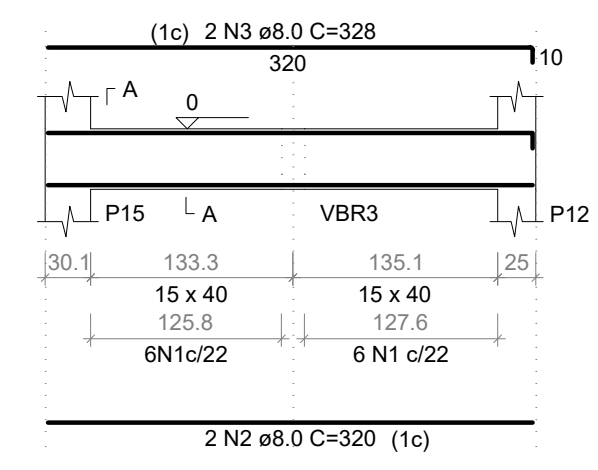 (1c) 2 N3 ø8.0 C=328
320
10
A
0
P15
A
VBR3
P12
30.1
133.3
135.1
25
15 x 40
15 x 40
125.8
127.6
6N1c/22
6 N1 c/22
2 N2 ø8.0 C=320 (1c)